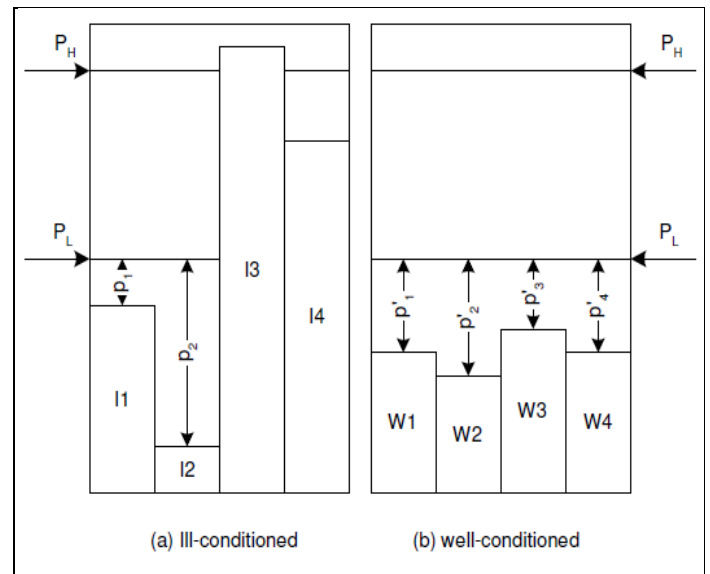 P_H
P_H
I3
I4
P_L
P_L
p_1
p_2
p'_1
p'_2
p'_3
p'_4
I1
I2
W1
W2
W3
W4
(a) Ill-conditioned
(b) well-conditioned